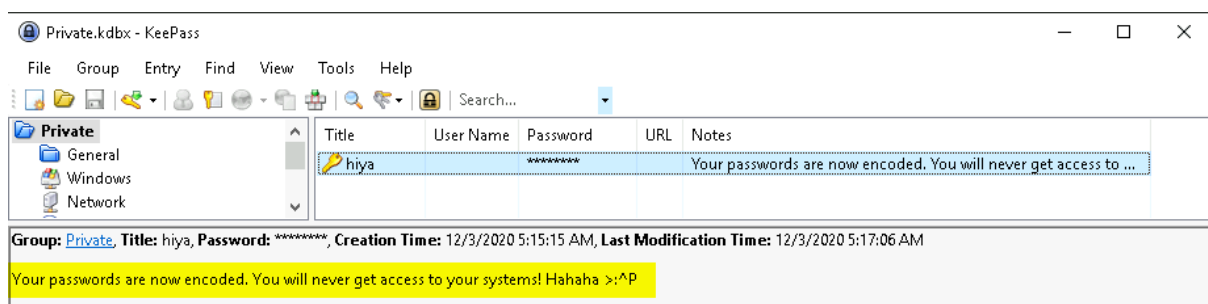 Private.kdbx - KeePass
File Group Entry Find View Tools Help
Search...
Private
General
Windows
Network
Title User Name Password URL Notes
hiya ******** Your passwords are now encoded. You will never get access to ...
Group: Private, Title: hiya, Password: ********, Creation Time: 12/3/2020 5:15:15 AM, Last Modification Time: 12/3/2020 5:17:06 AM
Your passwords are now encoded. You will never get access to your systems! Hahaha >:^P